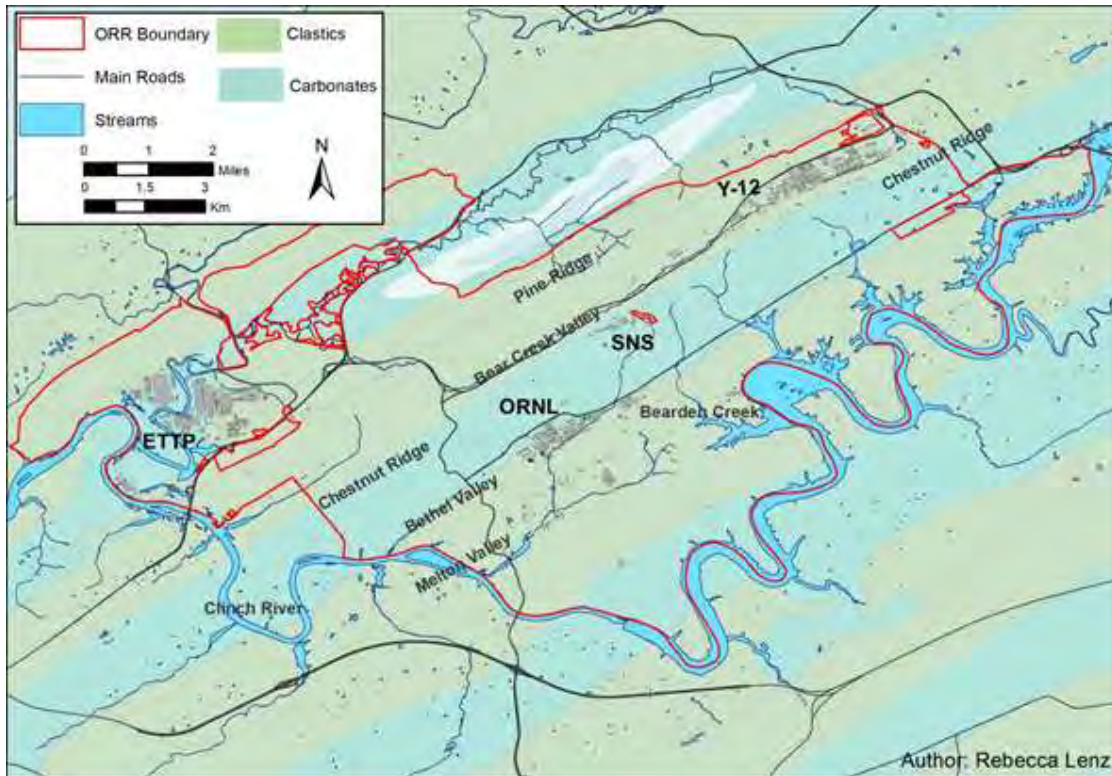 ORR Boundary
Clastics
Main Roads
Carbonates
Streams
N
0 1 2
Miles
0 1.5 3
Km
Chestnut Ridge
Y-12
Pine Ridge
Bear Creek Valley
SNS
ORNL
Bearden Creek
ETTP
Chestnut Ridge
Bethel Valley
Melton Valley
Clinch River
Author: Rebecca Lenz